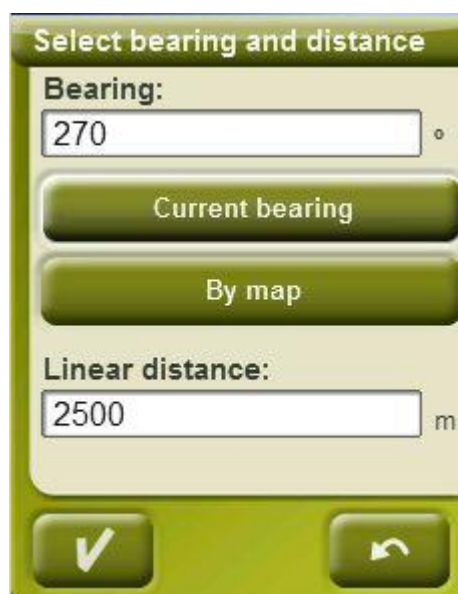 Select bearing and distance
Bearing:
270 º
Current bearing
By map
Linear distance:
2500 m